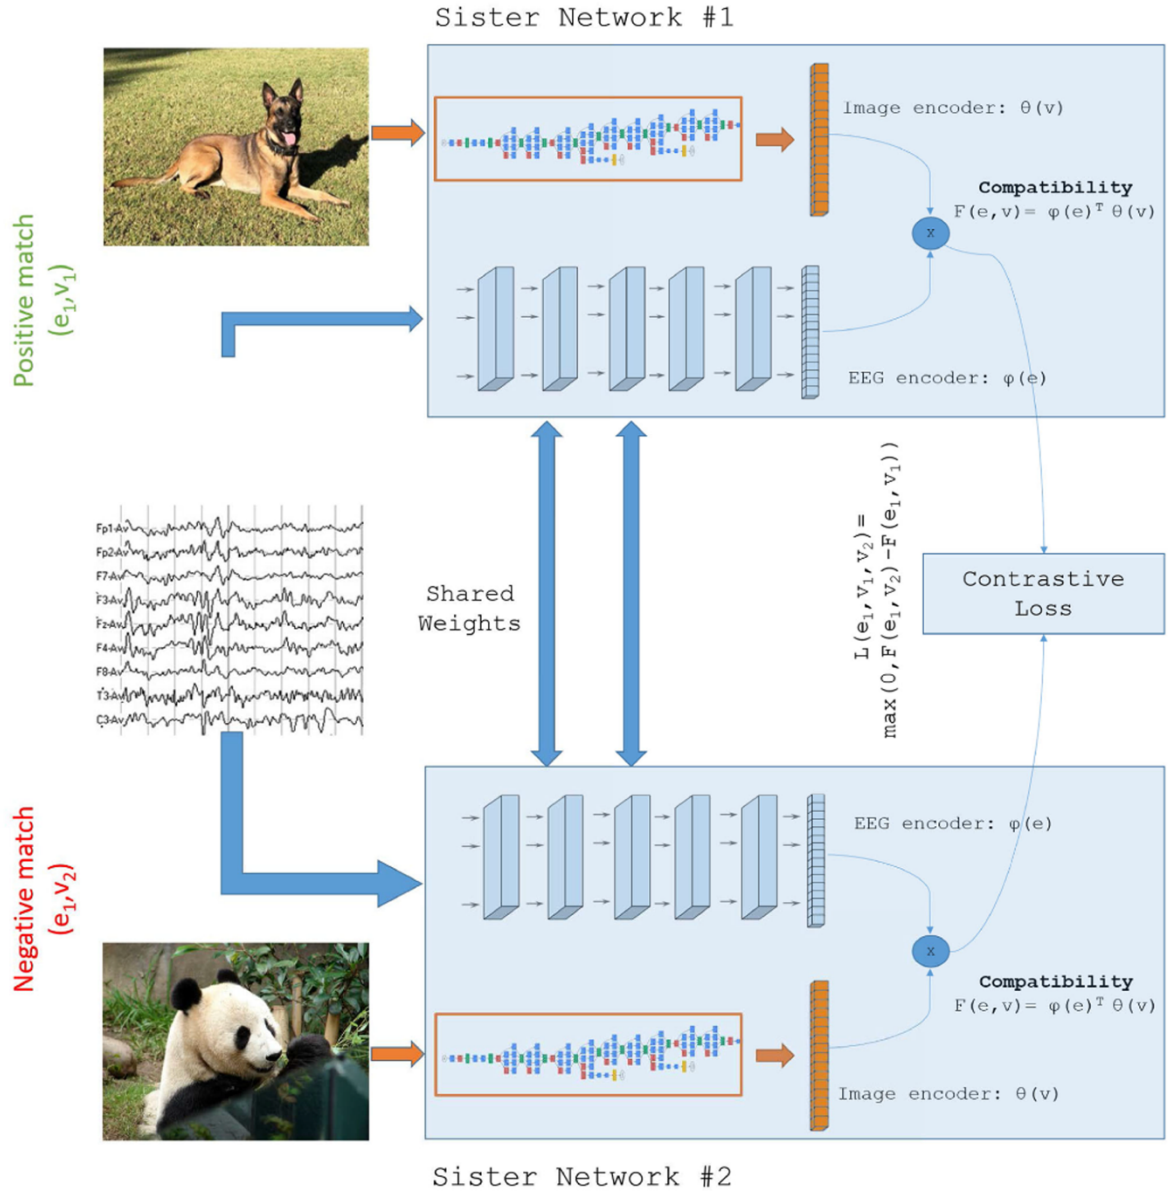 Sister Network #1
Image encoder: θ(v)
Compatibility
F(e,v)= φ(e)ᵀ θ(v)
x
Positive match
(e₁,v₁)
EEG encoder: φ(e)
L(e₁,v₁,v₂)=
max(0,F(e₁,v₂)-F(e₁,v₁))
Fp1-Av
Fp2-Av
F7-Av
F3-Av
Fz-Av
F4-Av
F8-Av
T3-Av
C3-Av
Shared
Weights
Contrastive
Loss
Negative match
(e₁,v₂)
EEG encoder: φ(e)
x
Compatibility
F(e,v)= φ(e)ᵀ θ(v)
Image encoder: θ(v)
Sister Network #2